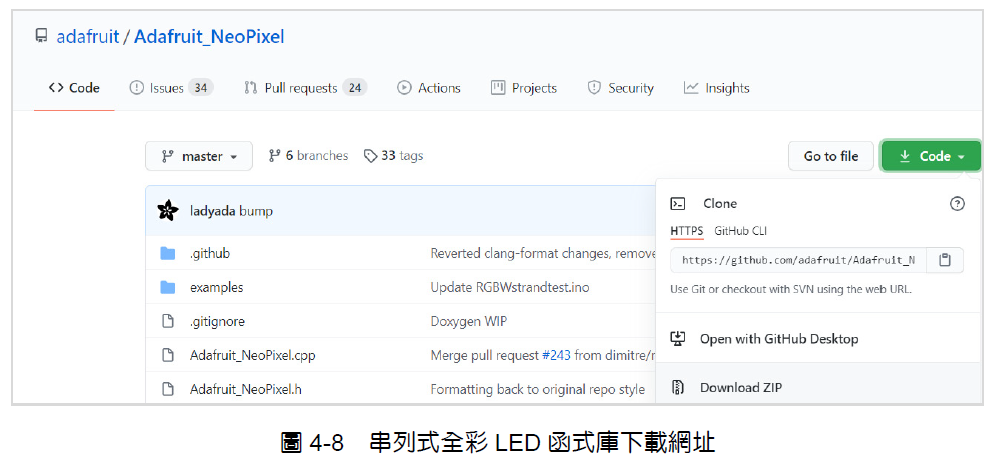 adafruit / Adafruit_NeoPixel
Code Issues 34 Pull requests 24 Actions Projects Security Insights
master 6 branches 33 tags Go to file Code
ladyada bump
Clone
HTTPS GitHub CLI
.github Reverted clang-format changes, remove
https://github.com/adafruit/Adafruit_N
examples Update RGBWstrandtest.ino
Use Git or checkout with SVN using the web URL.
.gitignore Doxygen WIP
Open with GitHub Desktop
Adafruit_NeoPixel.cpp Merge pull request #243 from dimitre/
Adafruit_NeoPixel.h Formatting back to original repo style
Download ZIP
圖 4-8 串列式全彩 LED 函式庫下載網址